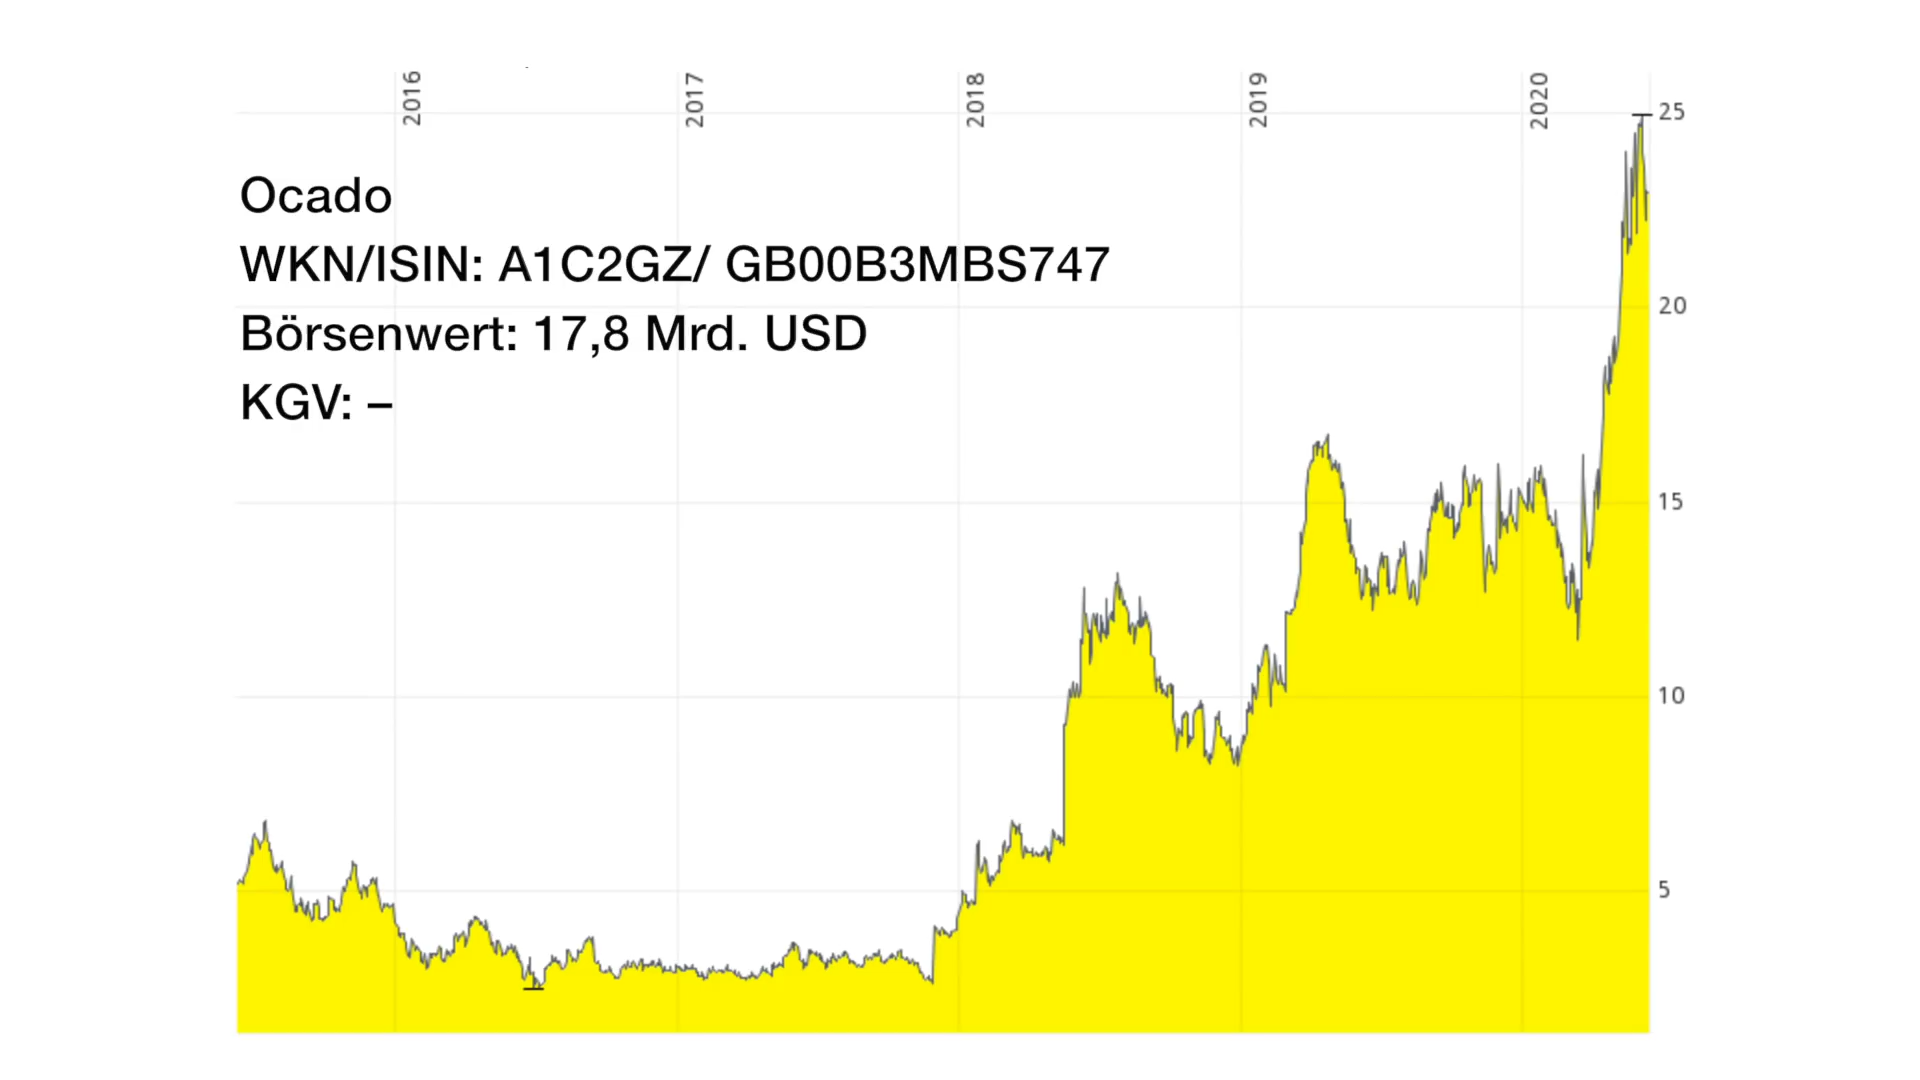 2016
2017
2018
2019
2020
25
Ocado
WKN/ISIN: A1C2GZ/ GB00B3MBS747
20
Börsenwert: 17,8 Mrd. USD
KGV: –
15
10
5